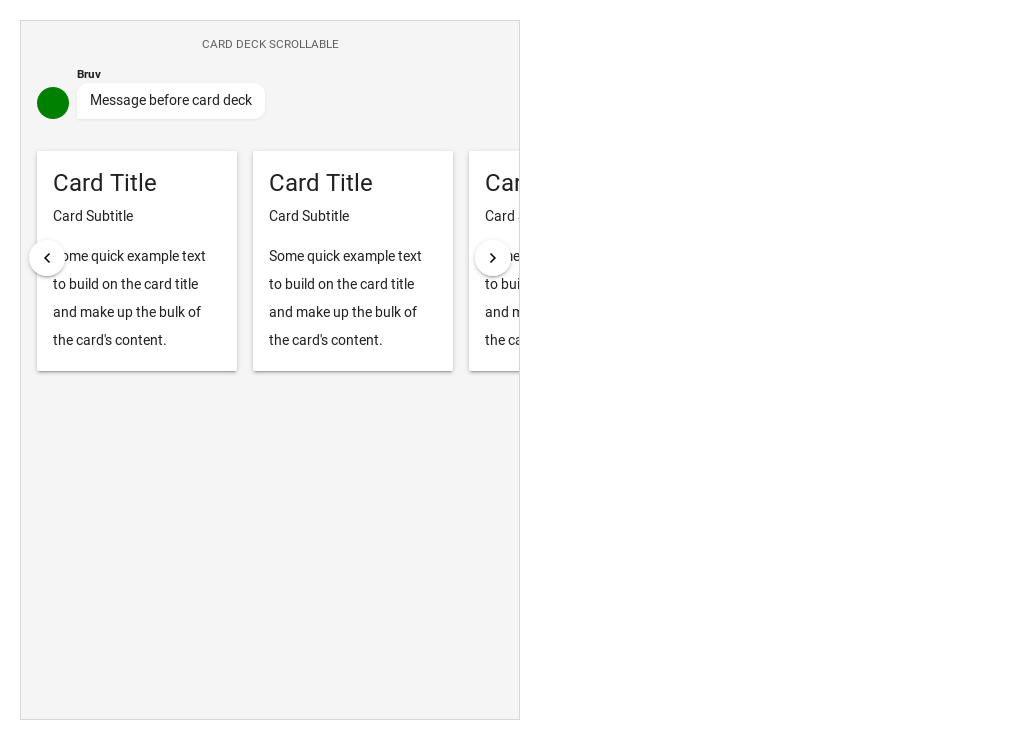 CARD DECK SCROLLABLE
Bruv
Message before card deck
Card Title
Card Subtitle
ome quick example text
to build on the card title
and make up the bulk of
the card's content.
Card Title
Card Subtitle
Some quick example text
to build on the card title
and make up the bulk of
the card's content.
Car
Card
to bui
and m
the ca